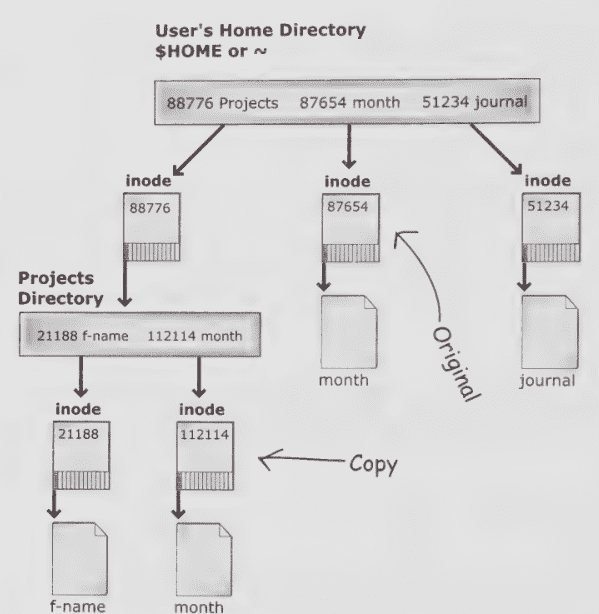 User's Home Directory
$HOME or ~
88776 Projects 87654 month 51234 journal
inode inode inode
88776 87654 51234
Projects
Directory
21188 f-name 112114 month
Original
month journal
inode inode
21188 112114
Copy
f-name month